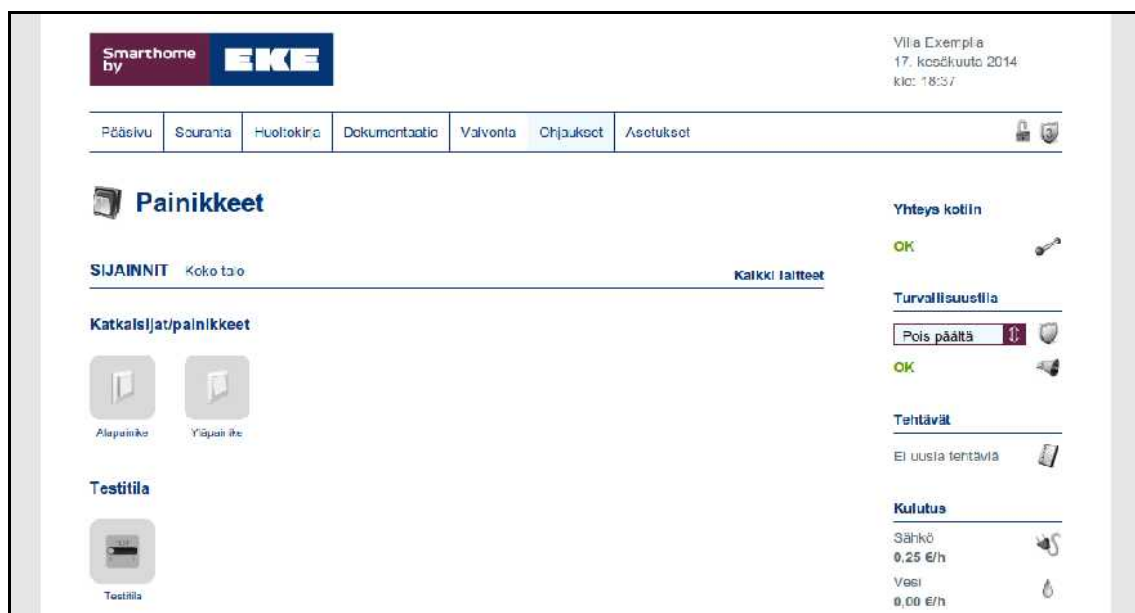 Smarthome
by
EKE
Villa Exemplia
17. kesäkuuta 2014
klo: 18:37
Pääsivu Seuranta Huoltokirja Dokumentaatio Valvonta Ohjaukset Asetukset
3
Painikkeet
SIJAINNIT Koko talo
Kaikki laitteet
Katkaisijat/painikkeet
Alapainike Yläpainike
Testitila
Testitila
Yhteys kotiin
OK
Turvallisuustila
Pois päältä
OK
Tehtävät
Ei uusia tehtäviä
Kulutus
Sähkö
0,25 €/h
Vesi
0,00 €/h